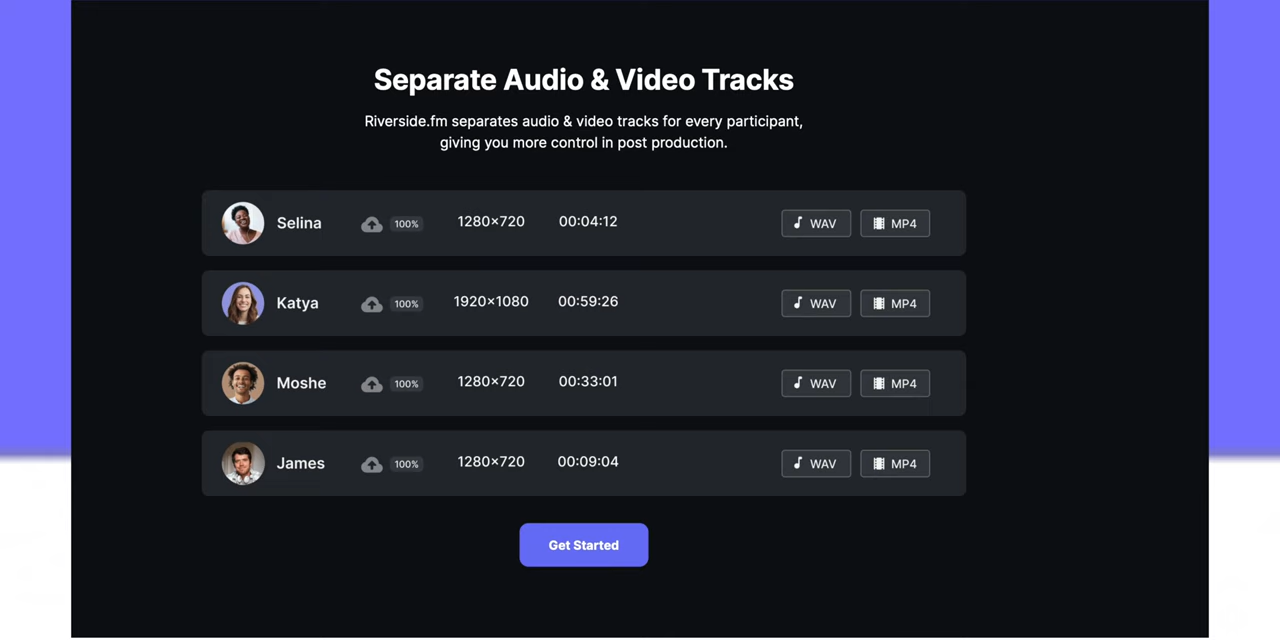 Separate Audio & Video Tracks
Riverside.fm separates audio & video tracks for every participant,
giving you more control in post production.
Selina 100% 1280×720 00:04:12 WAV MP4
Katya 100% 1920×1080 00:59:26 WAV MP4
Moshe 100% 1280×720 00:33:01 WAV MP4
James 100% 1280×720 00:09:04 WAV MP4
Get Started